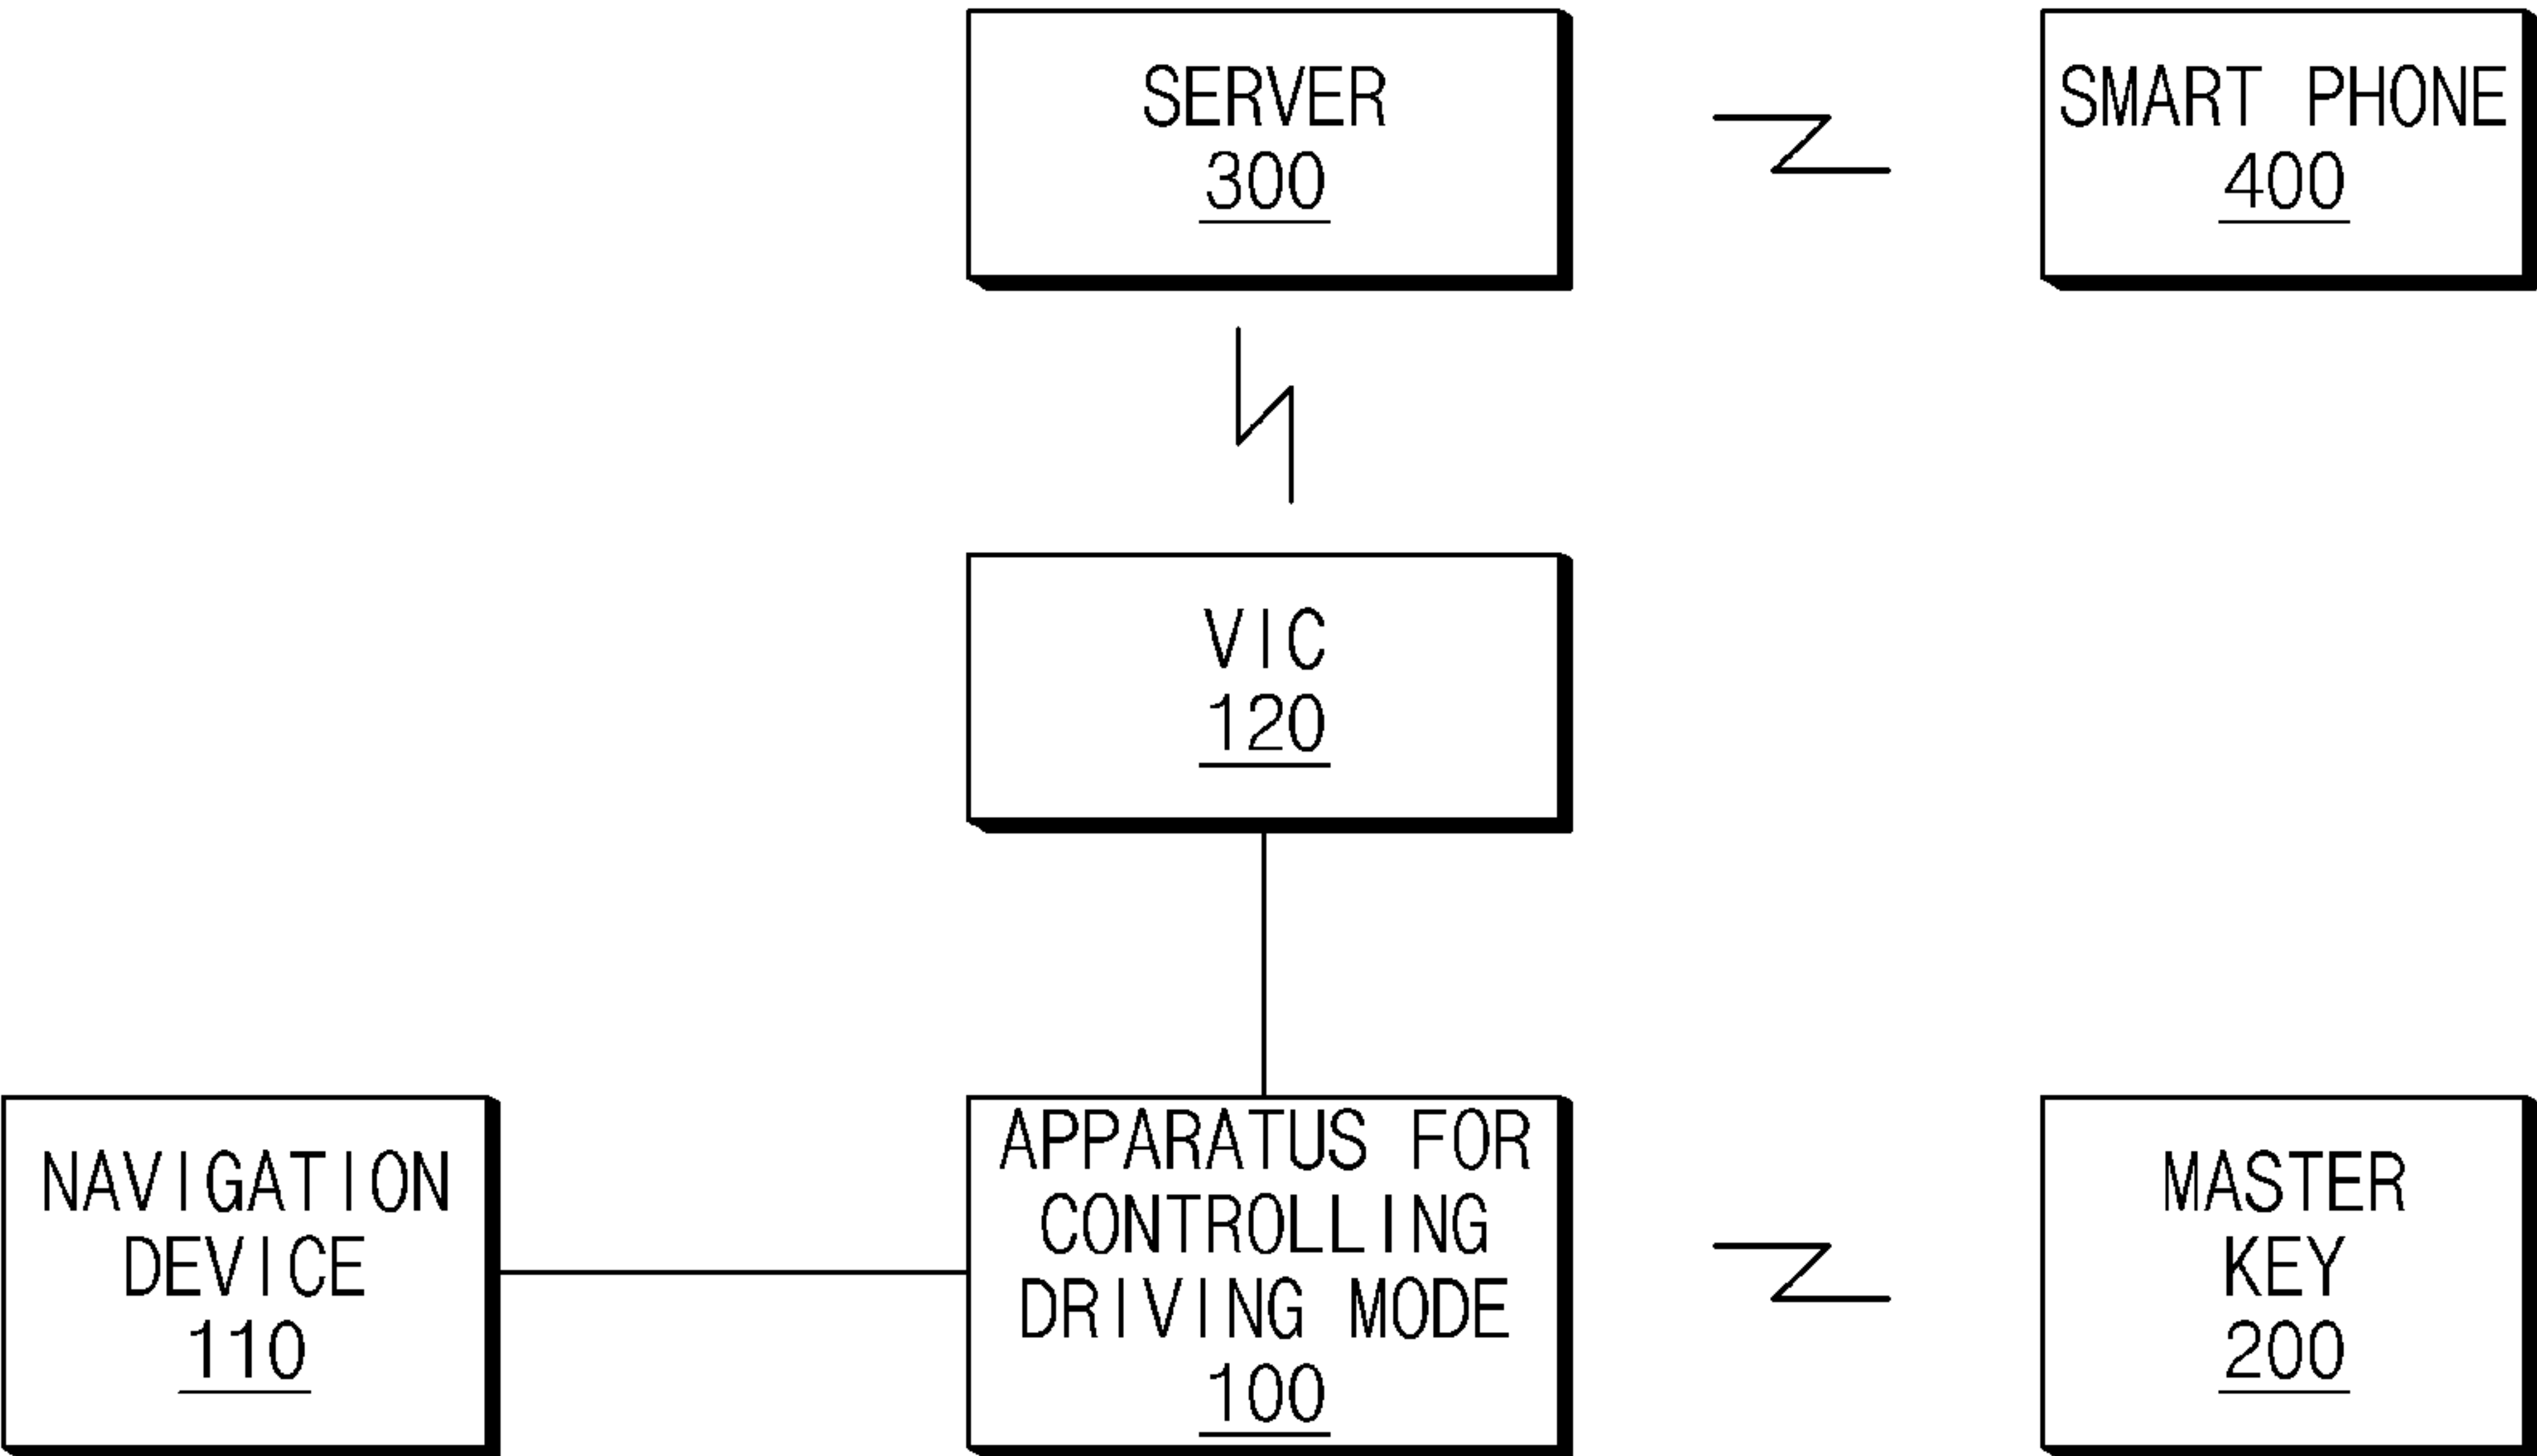 SERVER
300
SMART PHONE
400
VIC
120
NAVIGATION
DEVICE
110
APPARATUS FOR
CONTROLLING
DRIVING MODE
100
MASTER
KEY
200